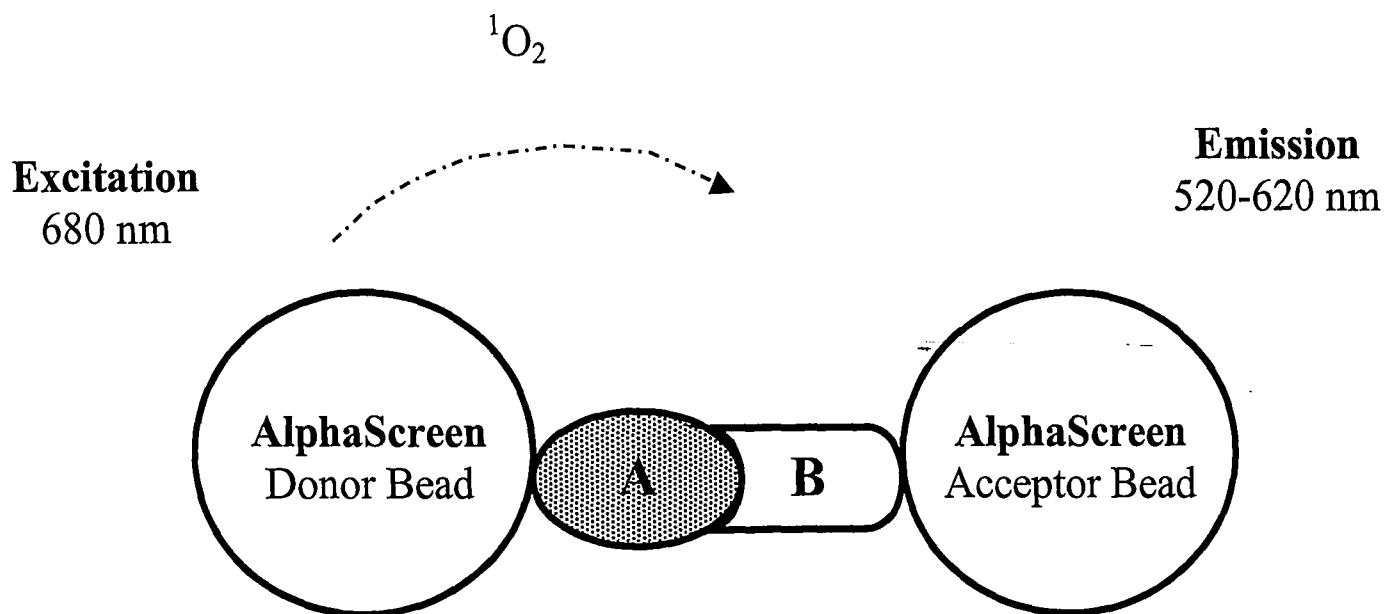 ¹O₂
Excitation
680 nm
Emission
520-620 nm
AlphaScreen
Donor Bead
A
B
AlphaScreen
Acceptor Bead